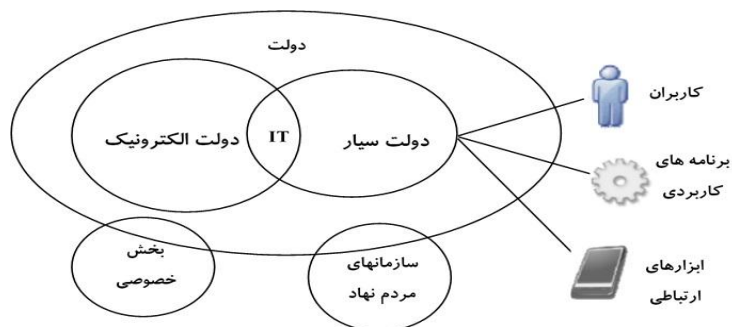 دولت
دولت الکترونیک
IT
دولت سیار
کاربران
برنامه های
کاربردی
ابزارهای
ارتباطی
بخش
خصوصی
سازمانهای
مردم نهاد